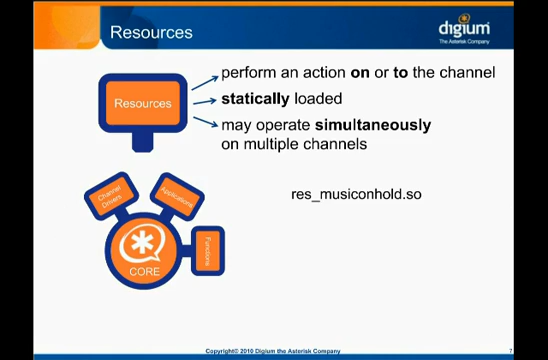 Resources
digium
The Asterisk Company
Resources
perform an action on or to the channel
statically loaded
may operate simultaneously
on multiple channels
res_musiconhold.so
Channel
Drivers
Applications
Functions
CORE
Copyright© 2010 Digium the Asterisk Company
7